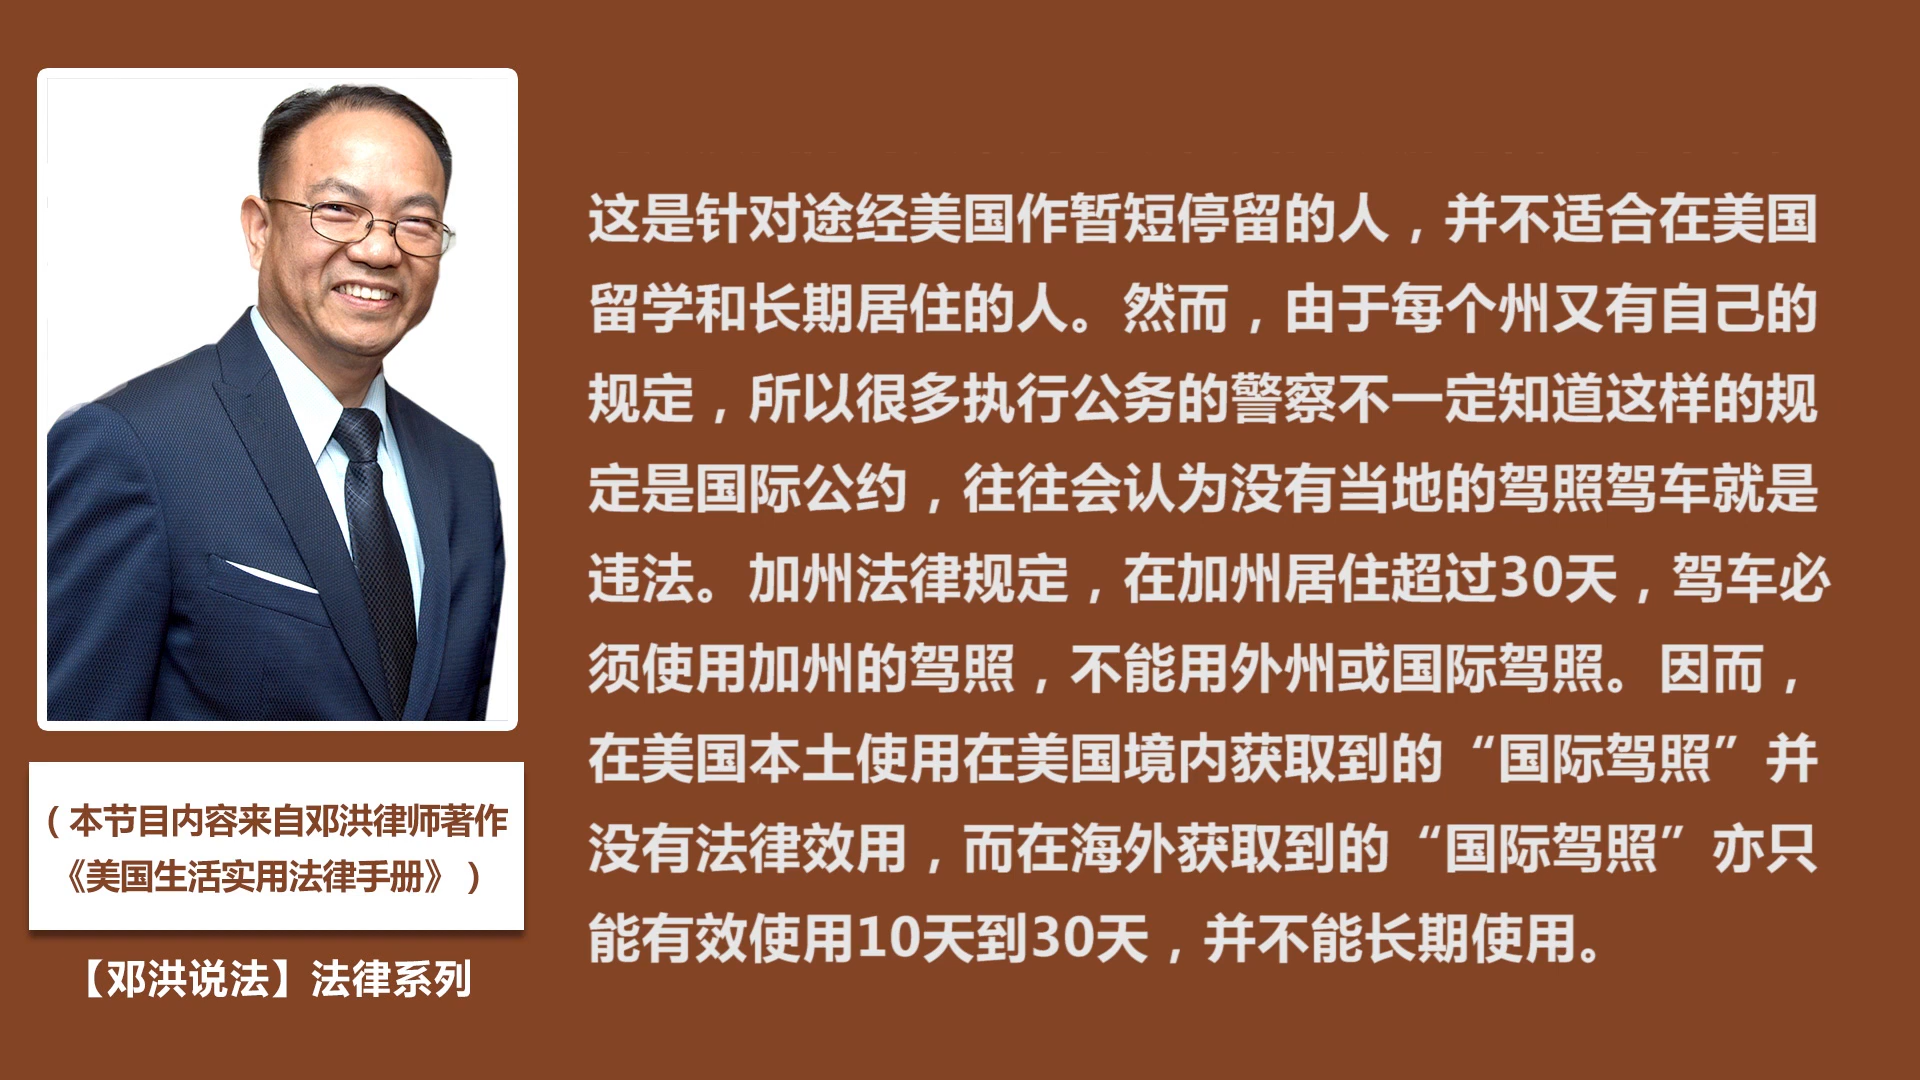 这是针对途经美国作暂短停留的人，并不适合在美国
留学和长期居住的人。然而，由于每个州又有自己的
规定，所以很多执行公务的警察不一定知道这样的规
定是国际公约，往往会认为没有当地的驾照驾车就是
违法。加州法律规定，在加州居住超过30天，驾车必
须使用加州的驾照，不能用外州或国际驾照。因而，
在美国本土使用在美国境内获取到的“国际驾照”并
没有法律效用，而在海外获取到的“国际驾照”亦只
能有效使用10天到30天，并不能长期使用。
（本节目内容来自邓洪律师著作
《美国生活实用法律手册》）
【邓洪说法】法律系列